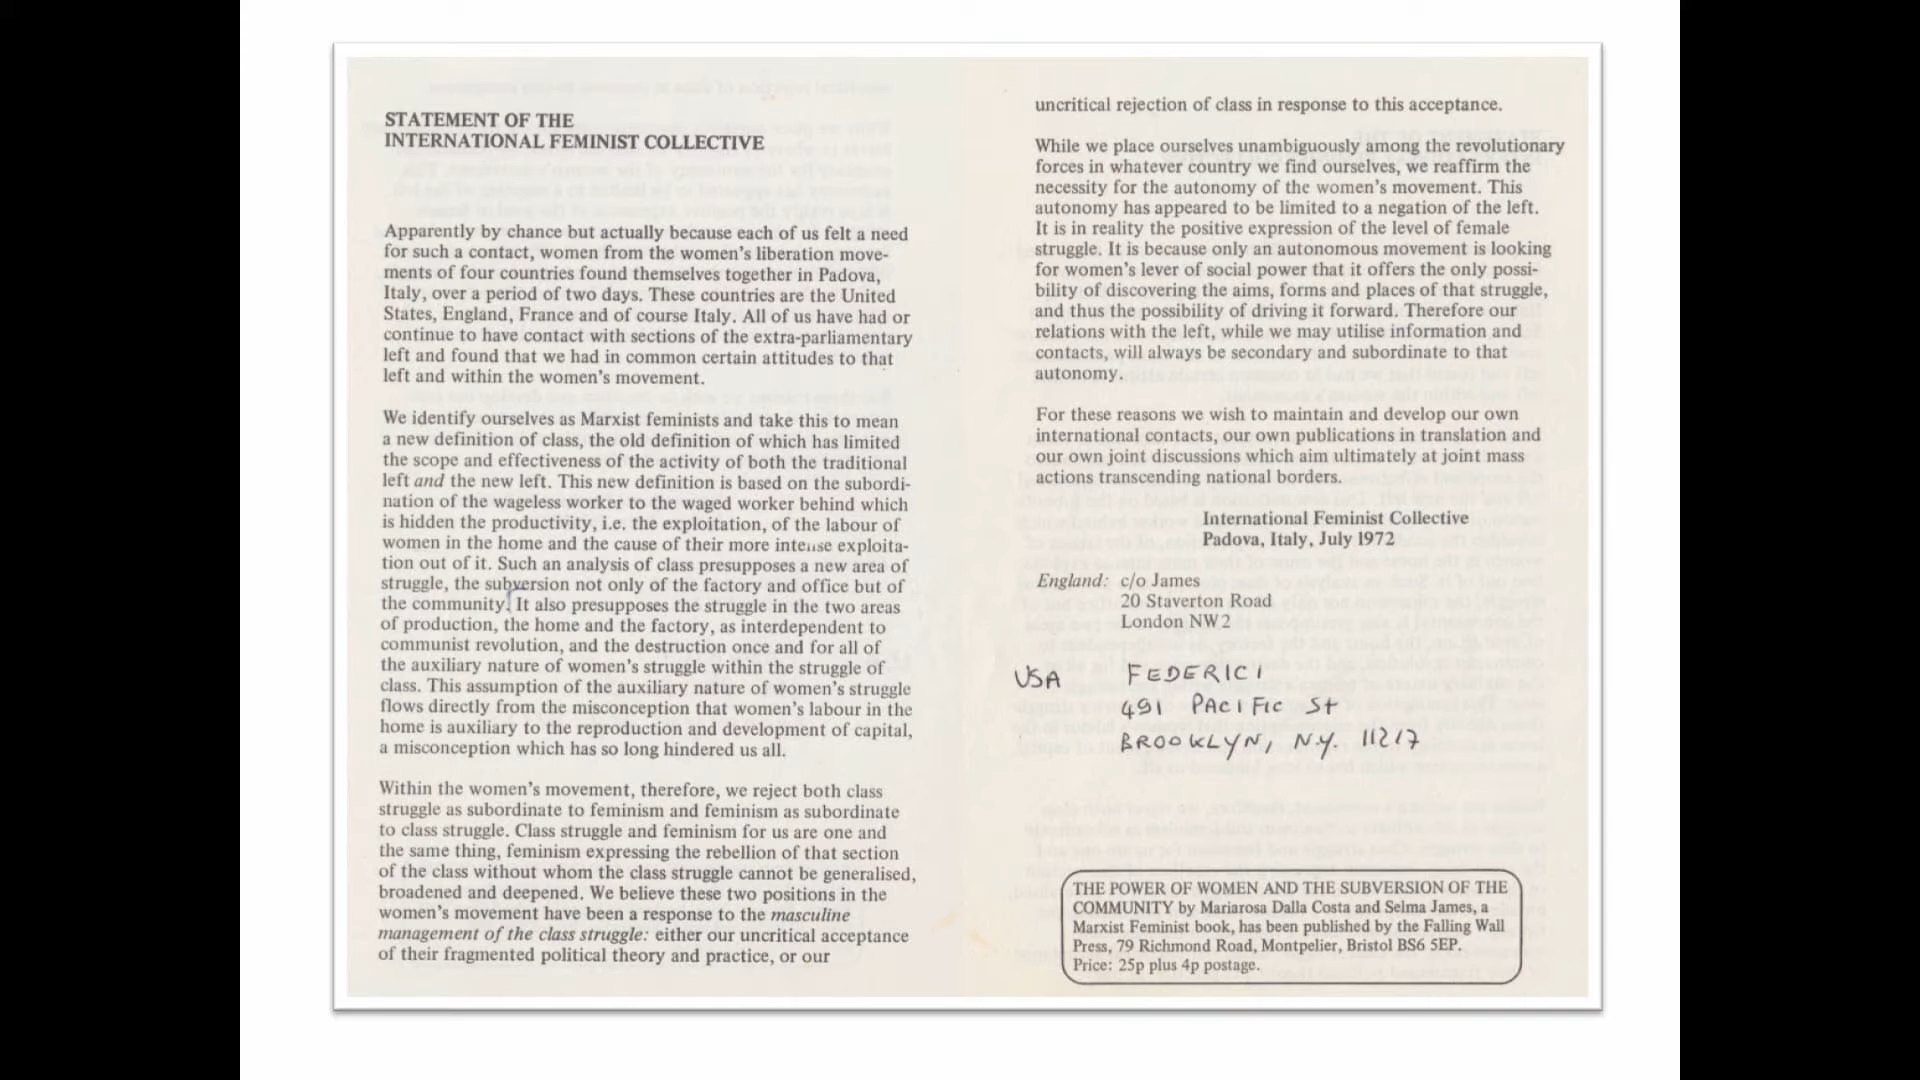 STATEMENT OF THE
INTERNATIONAL FEMINIST COLLECTIVE
Apparently by chance but actually because each of us felt a need
for such a contact, women from the women's liberation move-
ments of four countries found themselves together in Padova,
Italy, over a period of two days. These countries are the United
States, England, France and of course Italy. All of us have had or
continue to have contact with sections of the extra-parliamentary
left and found that we had in common certain attitudes to that
left and within the women's movement.
We identify ourselves as Marxist feminists and take this to mean
a new definition of class, the old definition of which has limited
the scope and effectiveness of the activity of both the traditional
left and the new left. This new definition is based on the subordi-
nation of the wageless worker to the waged worker behind which
is hidden the productivity, i.e. the exploitation, of the labour of
women in the home and the cause of their more intense exploita-
tion out of it. Such an analysis of class presupposes a new area of
struggle, the subversion not only of the factory and office but of
the community. It also presupposes the struggle in the two areas
of production, the home and the factory, as interdependent to
communist revolution, and the destruction once and for all of
the auxiliary nature of women's struggle within the struggle of
class. This assumption of the auxiliary nature of women's struggle
flows directly from the misconception that women's labour in the
home is auxiliary to the reproduction and development of capital,
a misconception which has so long hindered us all.
Within the women's movement, therefore, we reject both class
struggle as subordinate to feminism and feminism as subordinate
to class struggle. Class struggle and feminism for us are one and
the same thing, feminism expressing the rebellion of that section
of the class without whom the class struggle cannot be generalised,
broadened and deepened. We believe these two positions in the
women's movement have been a response to the masculine
management of the class struggle: either our uncritical acceptance
of their fragmented political theory and practice, or our
uncritical rejection of class in response to this acceptance.
While we place ourselves unambiguously among the revolutionary
forces in whatever country we find ourselves, we reaffirm the
necessity for the autonomy of the women's movement. This
autonomy has appeared to be limited to a negation of the left.
It is in reality the positive expression of the level of female
struggle. It is because only an autonomous movement is looking
for women's lever of social power that it offers the only possi-
bility of discovering the aims, forms and places of that struggle,
and thus the possibility of driving it forward. Therefore our
relations with the left, while we may utilise information and
contacts, will always be secondary and subordinate to that
autonomy.
For these reasons we wish to maintain and develop our own
international contacts, our own publications in translation and
our own joint discussions which aim ultimately at joint mass
actions transcending national borders.
International Feminist Collective
Padova, Italy, July 1972
England: c/o James
20 Staverton Road
London NW2
USA FEDERICI
491 PACIFIC St
BROOKLYN, N.Y. 11217
THE POWER OF WOMEN AND THE SUBVERSION OF THE
COMMUNITY by Mariarosa Dalla Costa and Selma James, a
Marxist Feminist book, has been published by the Falling Wall
Press, 79 Richmond Road, Montpelier, Bristol BS6 5EP.
Price: 25p plus 4p postage.